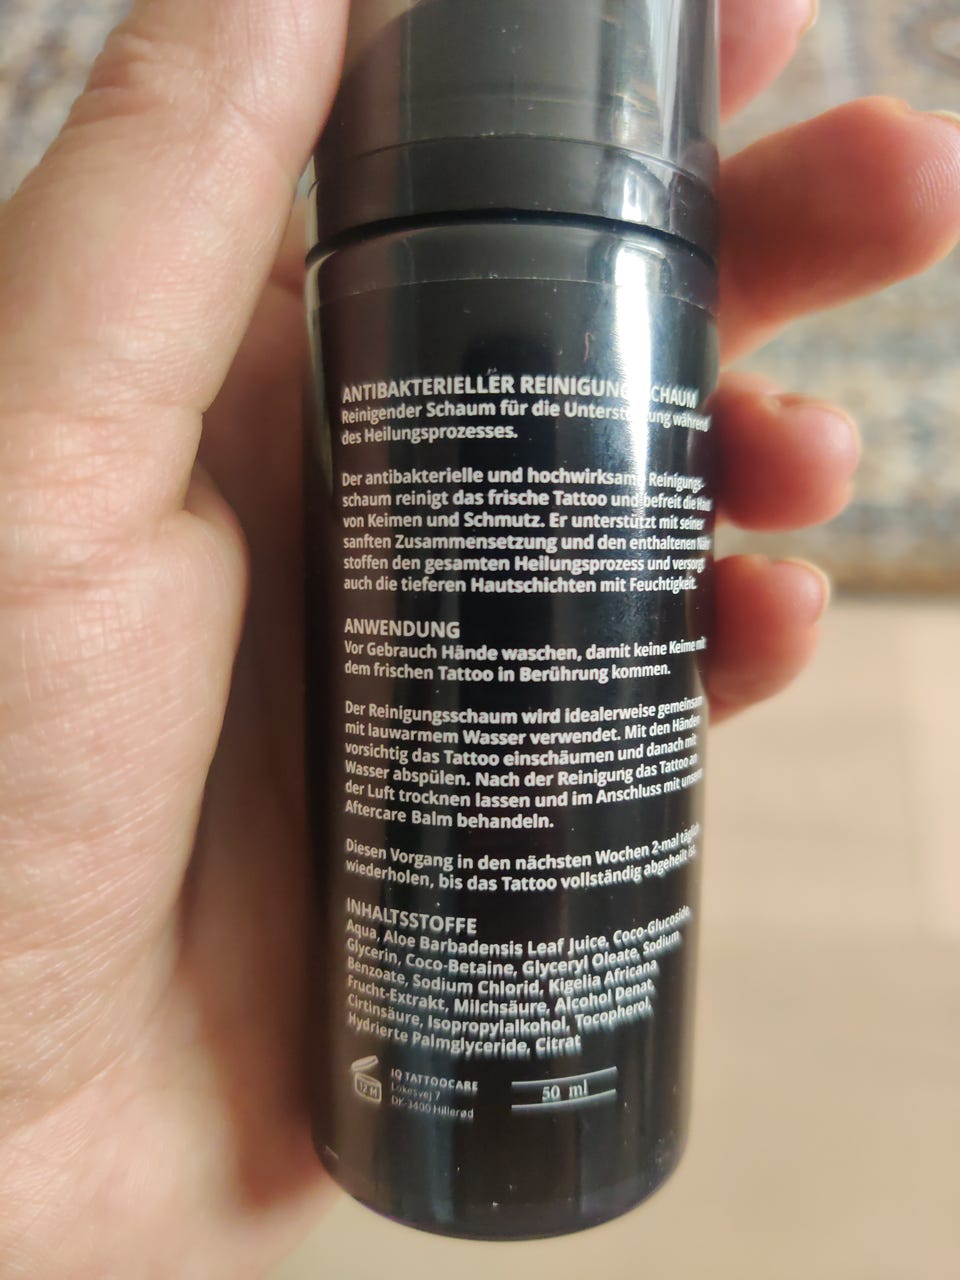 ANTIBAKTERIELLER REINIGUNGSSCHAUM
Reinigender Schaum für die Unterstützung während
des Heilungsprozesses.
Der antibakterielle und hochwirksame Reinigungs-
schaum reinigt das frische Tattoo und befreit die Haut
von Keimen und Schmutz. Er unterstützt mit seiner
sanften Zusammensetzung und den enthaltenen Nähr
stoffen den gesamten Heilungsprozess und versorgt
auch die tieferen Hautschichten mit Feuchtigkeit.
ANWENDUNG
Vor Gebrauch Hände waschen, damit keine Keime mit
dem frischen Tattoo in Berührung kommen.
Der Reinigungsschaum wird idealerweise gemeinsam
mit lauwarmem Wasser verwendet. Mit den Händen
vorsichtig das Tattoo einschäumen und danach mit
Wasser abspülen. Nach der Reinigung das Tattoo an
der Luft trocknen lassen und im Anschluss mit unserem
Aftercare Balm behandeln.
Diesen Vorgang in den nächsten Wochen 2-mal täglich
wiederholen, bis das Tattoo vollständig abgeheilt ist.
INHALTSSTOFFE
Aqua, Aloe Barbadensis Leaf Juice, Coco-Glucoside,
Glycerin, Coco-Betaine, Glyceryl Oleate, Sodium
Benzoate, Sodium Chlorid, Kigelia Africana
Frucht-Extrakt, Milchsäure, Alcohol Denat,
Cirtinsäure, Isopropylalkohol, Tocopherol,
Hydrierte Palmglyceride, Citrat
12 M
IQ TATTOOCARE
Lokesvej 7
DK-3400 Hillerød
50 ml